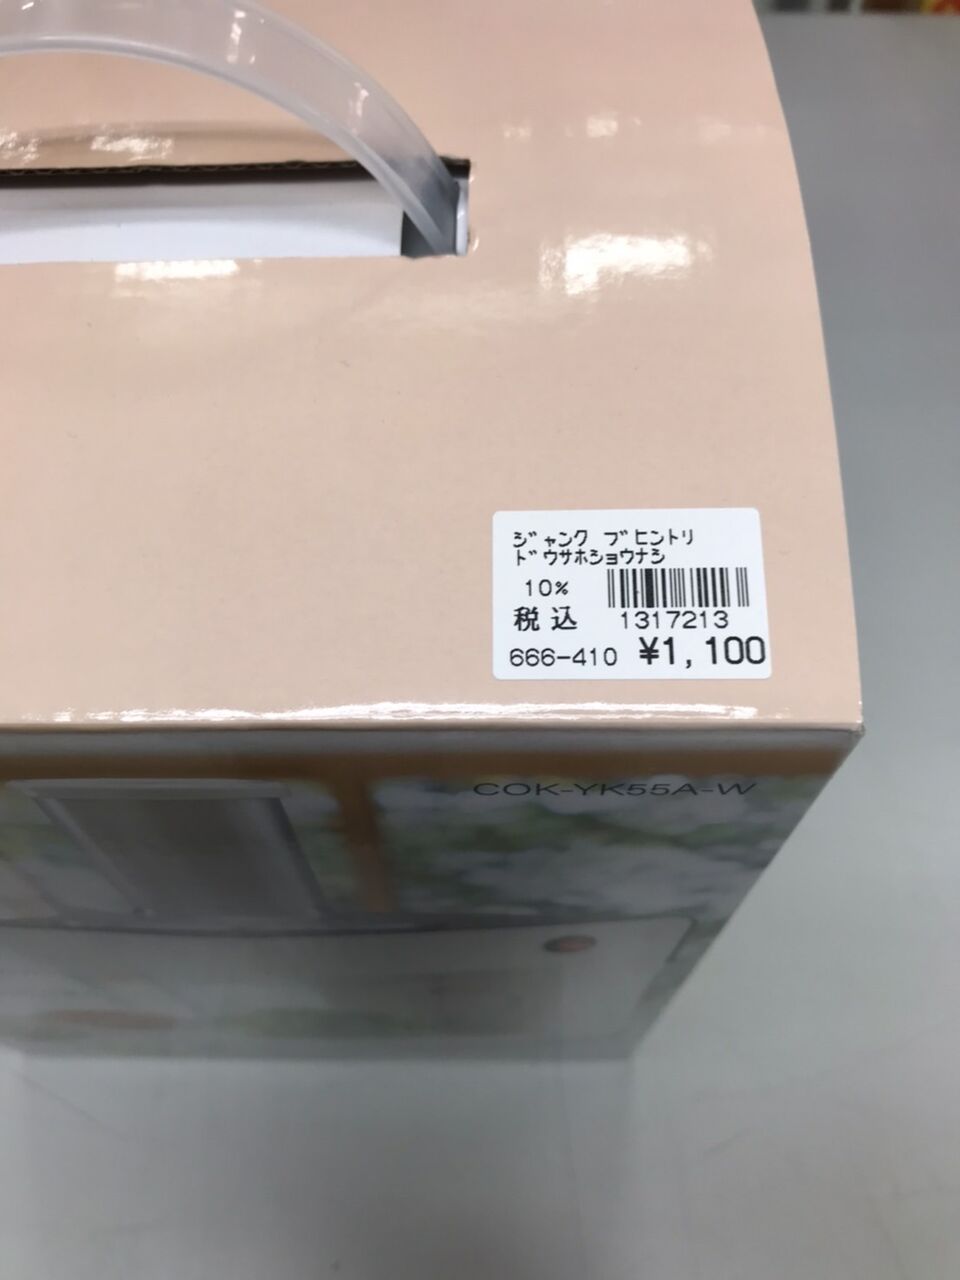 ｼﾞｬﾝｸ ﾌﾞﾋﾝﾄﾘ
ﾄﾞｳｻﾎｼｮｳﾅｼ
10%
税込 1317213
666-410 ¥1,100
COK-YK55A-W